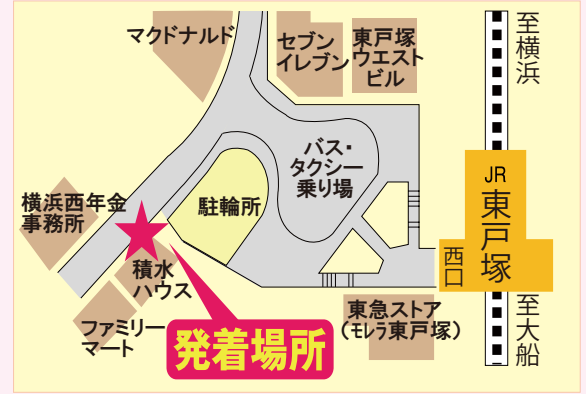 マクドナルド
セブン
イレブン
東戸塚
ウエスト
ビル
至横浜
バス・
タクシー
乗り場
JR
東戸塚
西口
横浜西年金
事務所
駐輪所
積水
ハウス
ファミリー
マート
発着場所
東急ストア
(モレラ東戸塚)
至大船